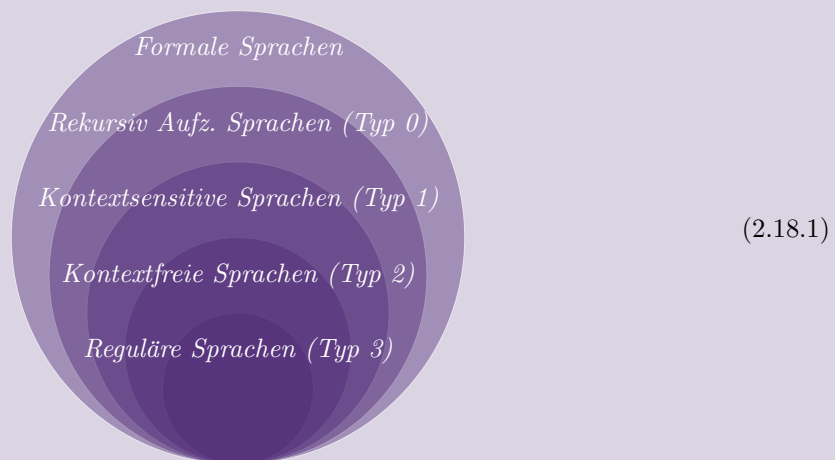 Formale Sprachen
Rekursiv Aufz. Sprachen (Typ 0)
Kontextsensitive Sprachen (Typ 1)
(2.18.1)
Kontextfreie Sprachen (Typ 2)
Reguläre Sprachen (Typ 3)